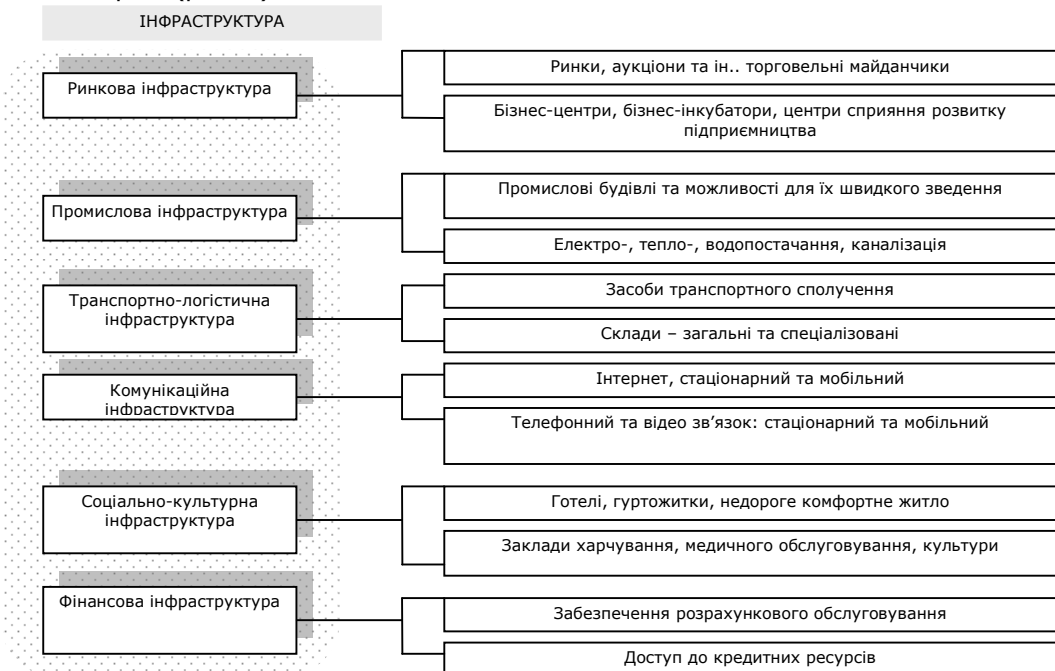 ІНФРАСТРУКТУРА
Ринкова інфраструктура
Ринки, аукціони та ін.. торговельні майданчики
Бізнес-центри, бізнес-інкубатори, центри сприяння розвитку
підприємництва
Промислова інфраструктура
Промислові будівлі та можливості для їх швидкого зведення
Електро-, тепло-, водопостачання, каналізація
Транспортно-логістична
інфраструктура
Засоби транспортного сполучення
Склади – загальні та спеціалізовані
Комунікаційна
інфраструктура
Інтернет, стаціонарний та мобільний
Телефонний та відео зв’язок: стаціонарний та мобільний
Соціально-культурна
інфраструктура
Готелі, гуртожитки, недороге комфортне житло
Заклади харчування, медичного обслуговування, культури
Фінансова інфраструктура
Забезпечення розрахункового обслуговування
Доступ до кредитних ресурсів